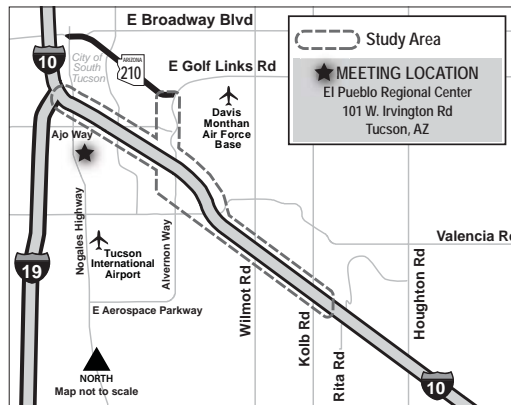 E Broadway Blvd
10
City of
South
Tucson
ARIZONA
210
E Golf Links Rd
Study Area
MEETING LOCATION
El Pueblo Regional Center
101 W. Irvington Rd
Tucson, AZ
Davis
Monthan
Air Force
Base
Ajo Way
Nogales Highway
Alvernon Way
Tucson
International
Airport
Valencia Rd
19
E Aerospace Parkway
Wilmot Rd
Kolb Rd
Rita Rd
Houghton Rd
NORTH
Map not to scale
10